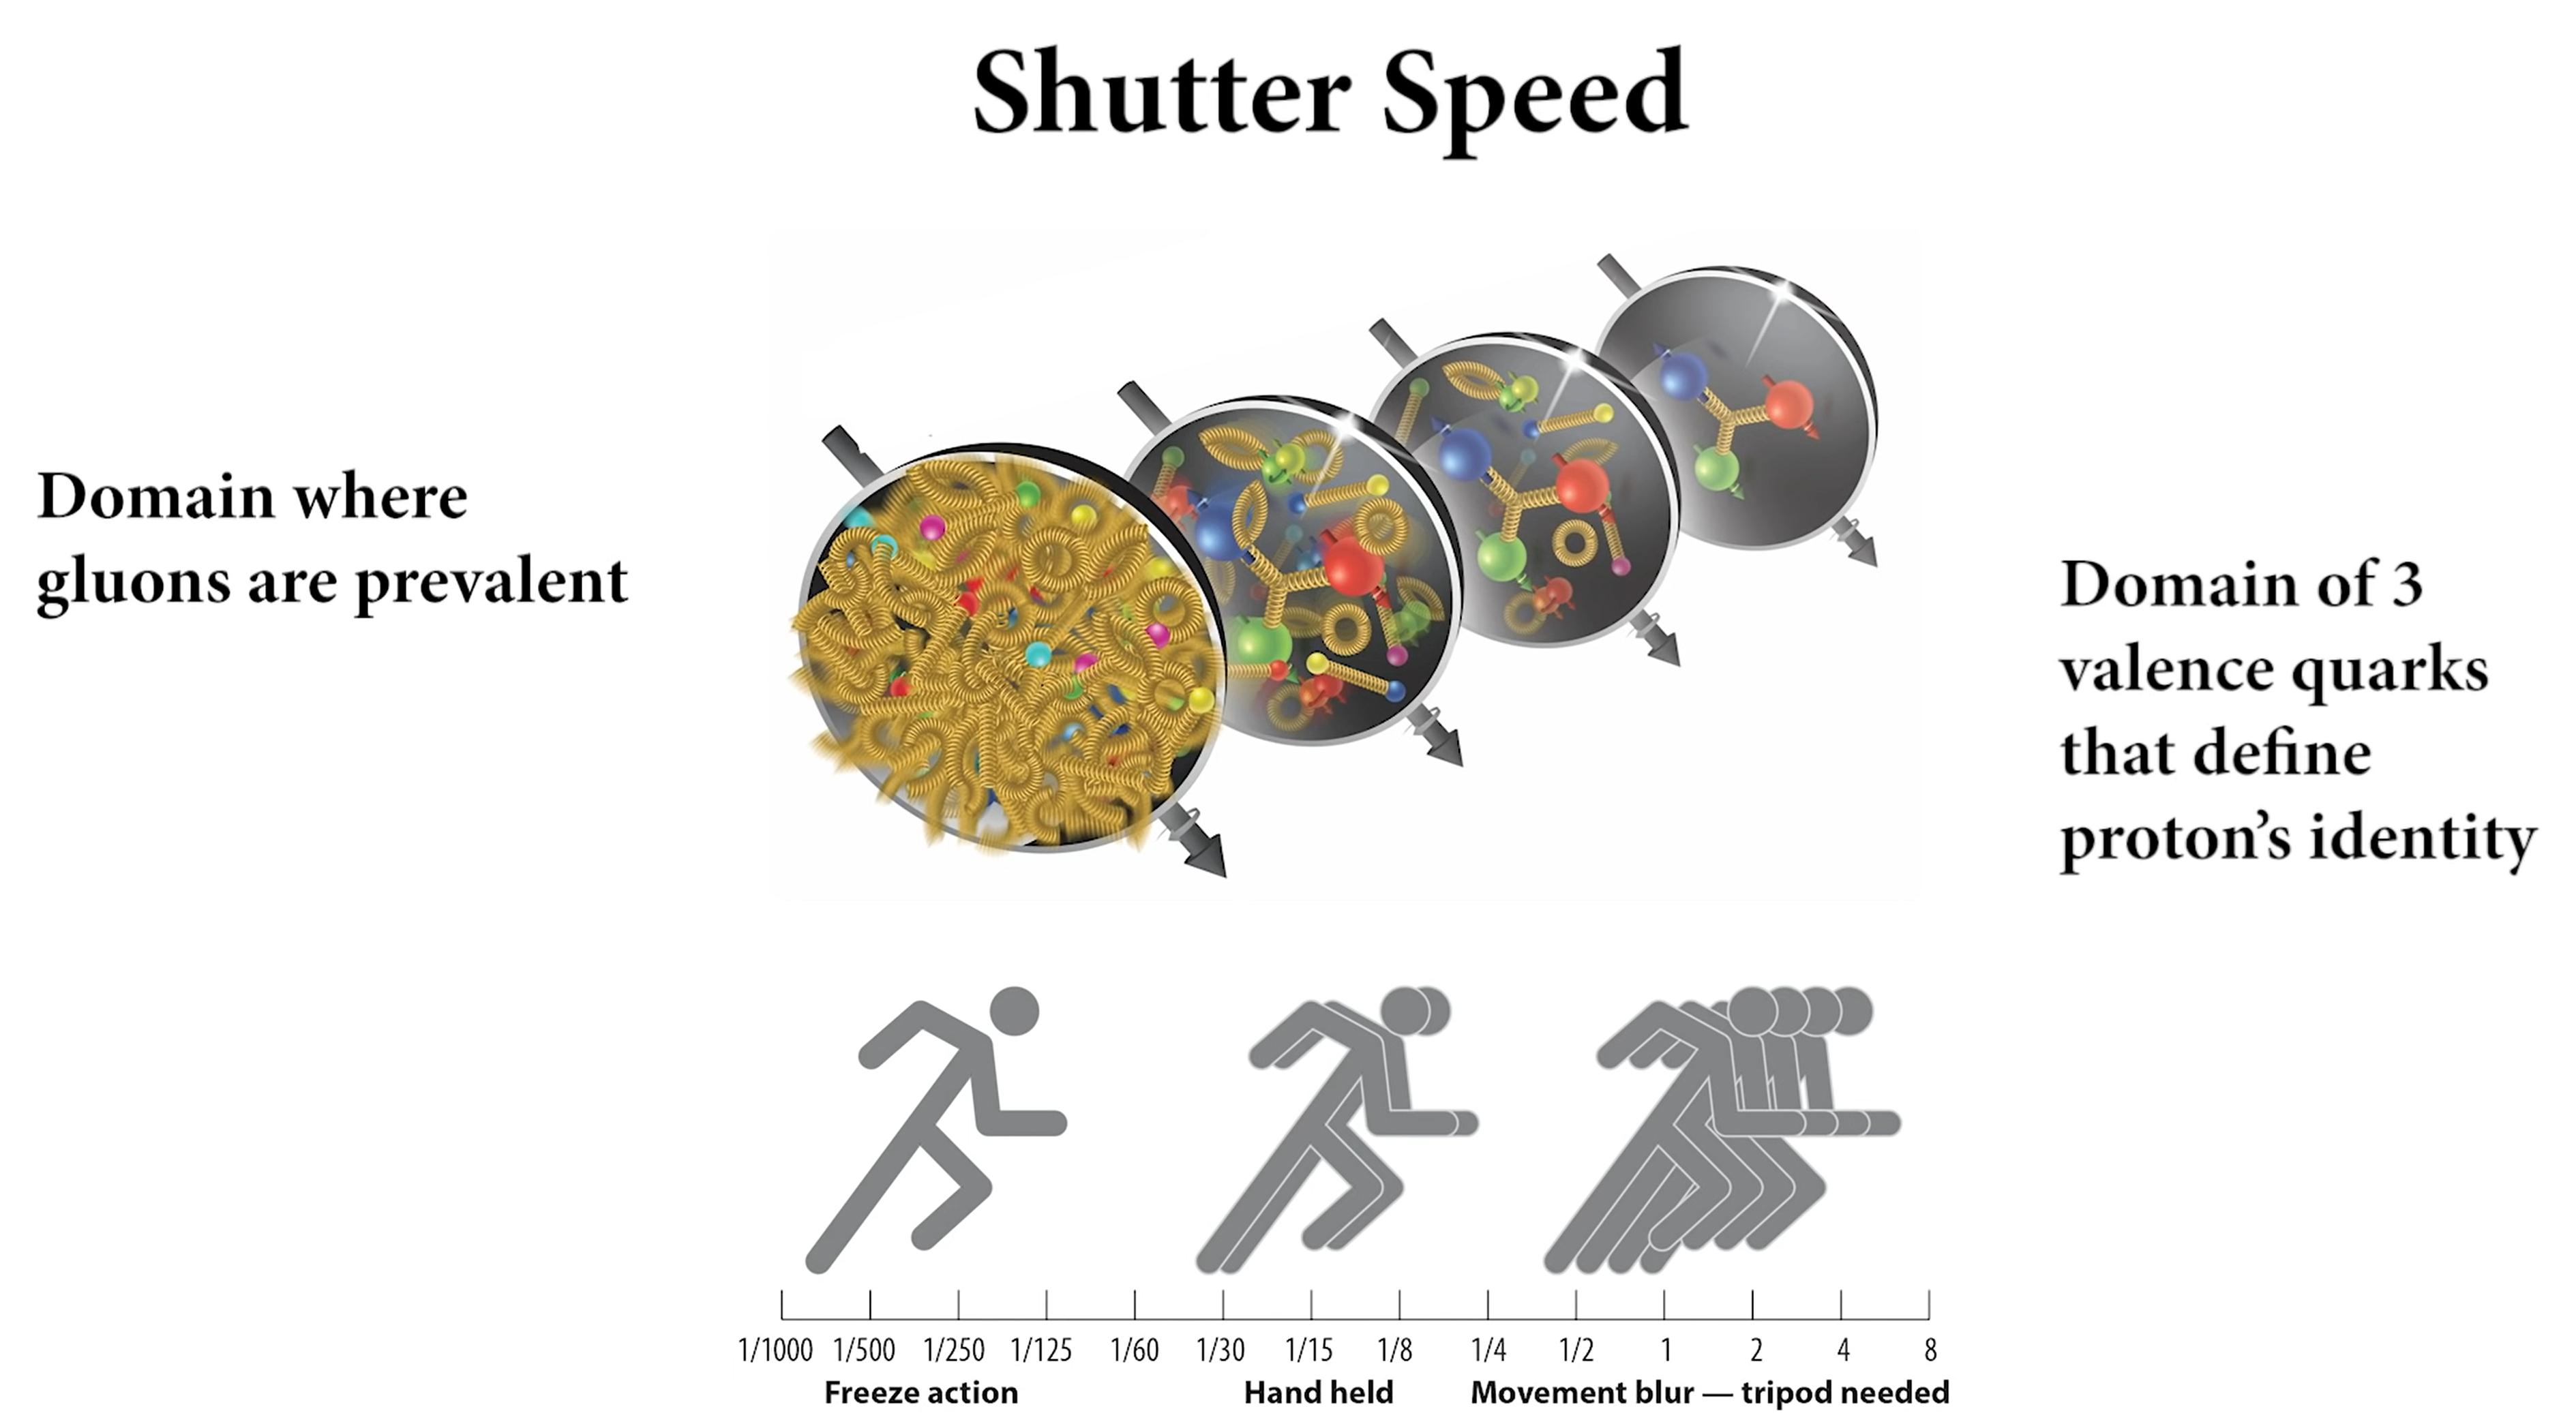 Shutter Speed
Domain where
gluons are prevalent
Domain of 3
valence quarks
that define
proton’s identity
1/1000 1/500 1/250 1/125 1/60 1/30 1/15 1/8 1/4 1/2 1 2 4 8
Freeze action Hand held Movement blur — tripod needed